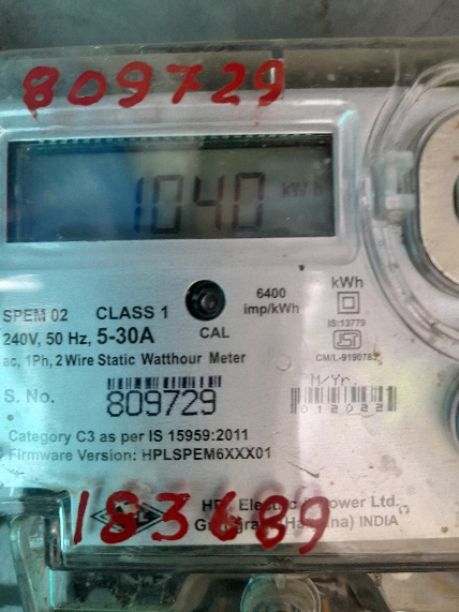 809729
1040 kWh
SPEM 02 CLASS 1
6400
imp/kWh
kWh
240V, 50 Hz, 5-30A
CAL
IS:13779
ac, 1Ph, 2 Wire Static Watthour Meter
M/Yr.
S. No.
809729
012022
Category C3 as per IS 15959:2011
Firmware Version: HPLSPEM6XXX01
183689
Ltd.
INDIA